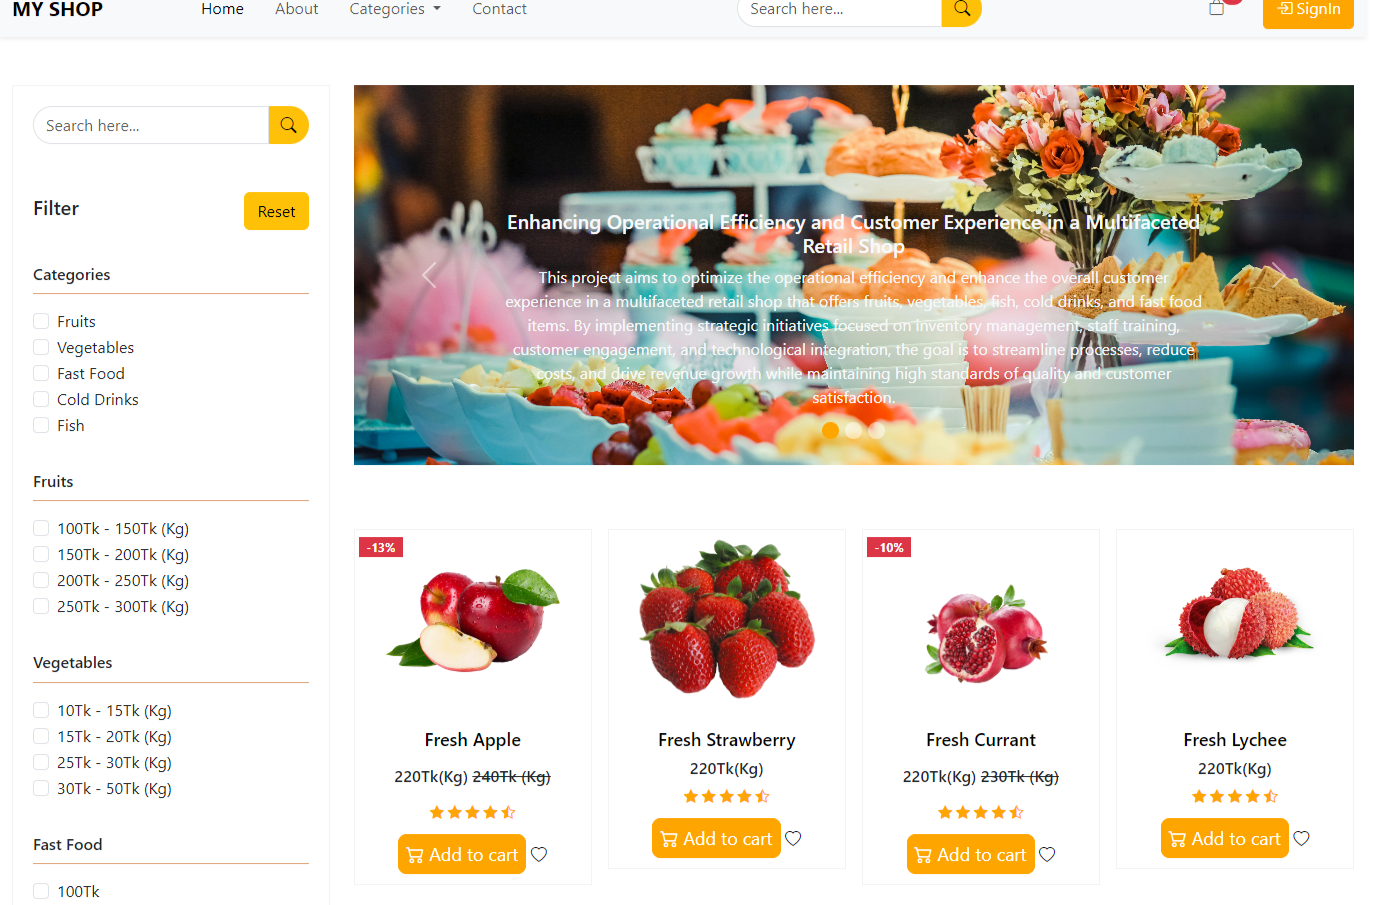 MY SHOP
Home
About
Categories
Contact
Search here...
SignIn
Search here...
Filter
Reset
Categories
Fruits
Vegetables
Fast Food
Cold Drinks
Fish
Fruits
100Tk - 150Tk (Kg)
150Tk - 200Tk (Kg)
200Tk - 250Tk (Kg)
250Tk - 300Tk (Kg)
Vegetables
10Tk - 15Tk (Kg)
15Tk - 20Tk (Kg)
25Tk - 30Tk (Kg)
30Tk - 50Tk (Kg)
Fast Food
100Tk
Enhancing Operational Efficiency and Customer Experience in a Multifaceted
Retail Shop
This project aims to optimize the operational efficiency and enhance the overall customer
experience in a multifaceted retail shop that offers fruits, vegetables, fish, cold drinks, and fast food
items. By implementing strategic initiatives focused on inventory management, staff training,
customer engagement, and technological integration, the goal is to streamline processes, reduce
costs, and drive revenue growth while maintaining high standards of quality and customer
satisfaction.
-13%
Fresh Apple
220Tk(Kg) 240Tk (Kg)
Add to cart
Fresh Strawberry
220Tk(Kg)
Add to cart
-10%
Fresh Currant
220Tk(Kg) 230Tk (Kg)
Add to cart
Fresh Lychee
220Tk(Kg)
Add to cart